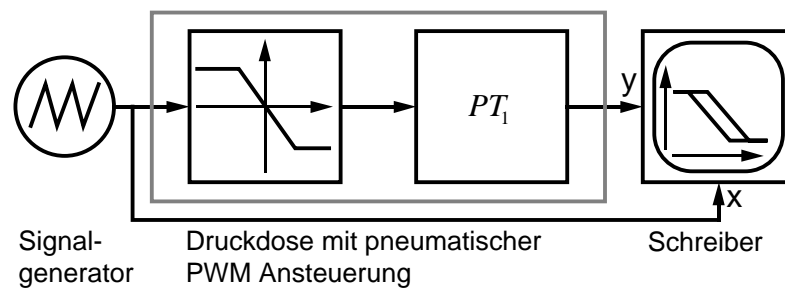 PT₁
y
x
Signal-
generator
Druckdose mit pneumatischer
PWM Ansteuerung
Schreiber